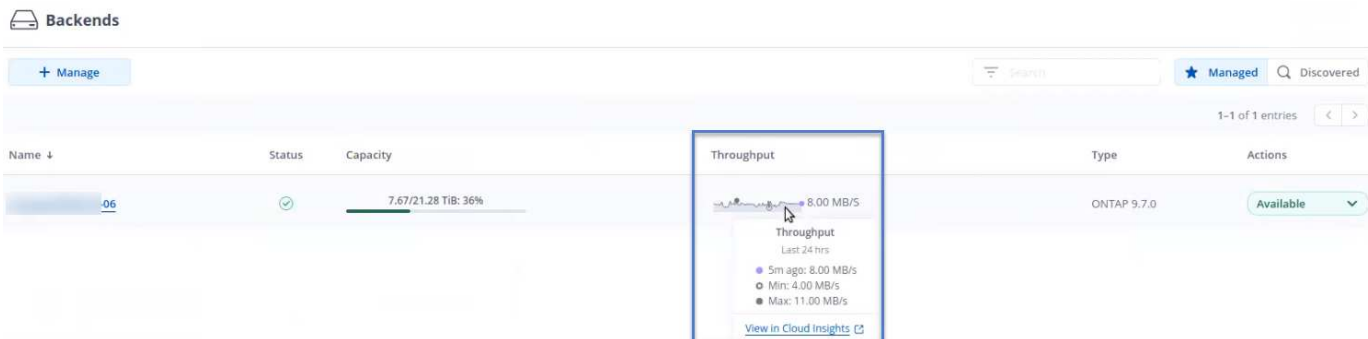 Backends
+ Manage
Search
Managed
Discovered
1–1 of 1 entries
Name ↓ Status Capacity Throughput Type Actions
-06 7.67/21.28 TiB: 36% 8.00 MB/S ONTAP 9.7.0 Available
Throughput
Last 24 hrs
5m ago: 8.00 MB/s
Min: 4.00 MB/s
Max: 11.00 MB/s
View in Cloud Insights